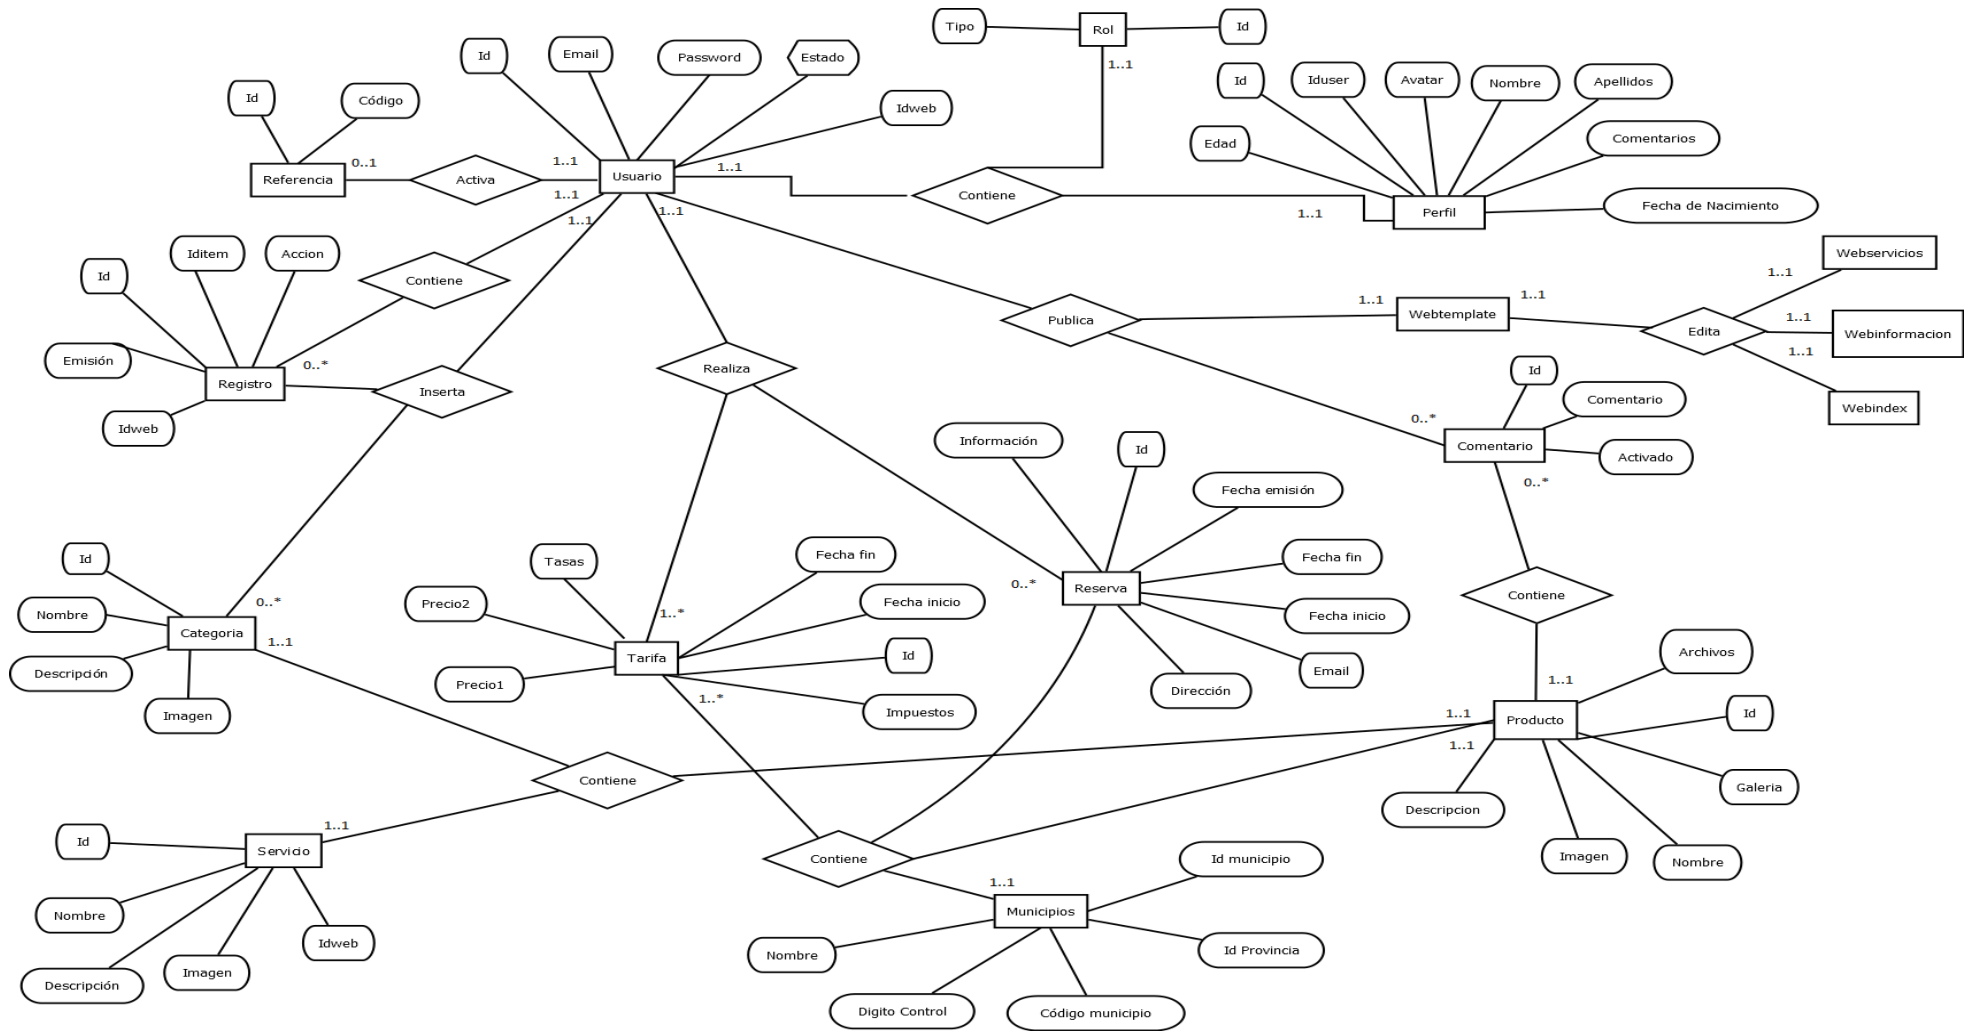 Tipo
Rol
Id
1..1
Id
Email
Password
Estado
Idweb
Id
Código
Referencia
0..1
Activa
1..1
Usuario
1..1
1..1
1..1
1..1
Contiene
1..1
Id
Iduser
Avatar
Nombre
Apellidos
Edad
Comentarios
Perfil
Fecha de Nacimiento
Id
Iditem
Accion
Contiene
Emisión
Registro
0..*
Idweb
Inserta
Realiza
Publica
1..1
Webtemplate
1..1
Edita
1..1
Webservicios
1..1
Webinformacion
1..1
Webindex
Id
Comentario
Activado
0..*
Comentario
0..*
Información
Id
Fecha emisión
Fecha fin
Fecha inicio
Email
Dirección
0..*
Reserva
Contiene
Id
Nombre
Descripción
Imagen
0..*
Categoria
1..1
Tasas
Precio2
Precio1
Fecha fin
Fecha inicio
Id
Impuestos
1..*
Tarifa
1..*
1..1
1..1
1..1
Producto
Archivos
Id
Galeria
Descripcion
Imagen
Nombre
Contiene
1..1
Id
Servicio
Nombre
Descripción
Imagen
Idweb
Contiene
1..1
Municipios
Id municipio
Id Provincia
Nombre
Digito Control
Código municipio